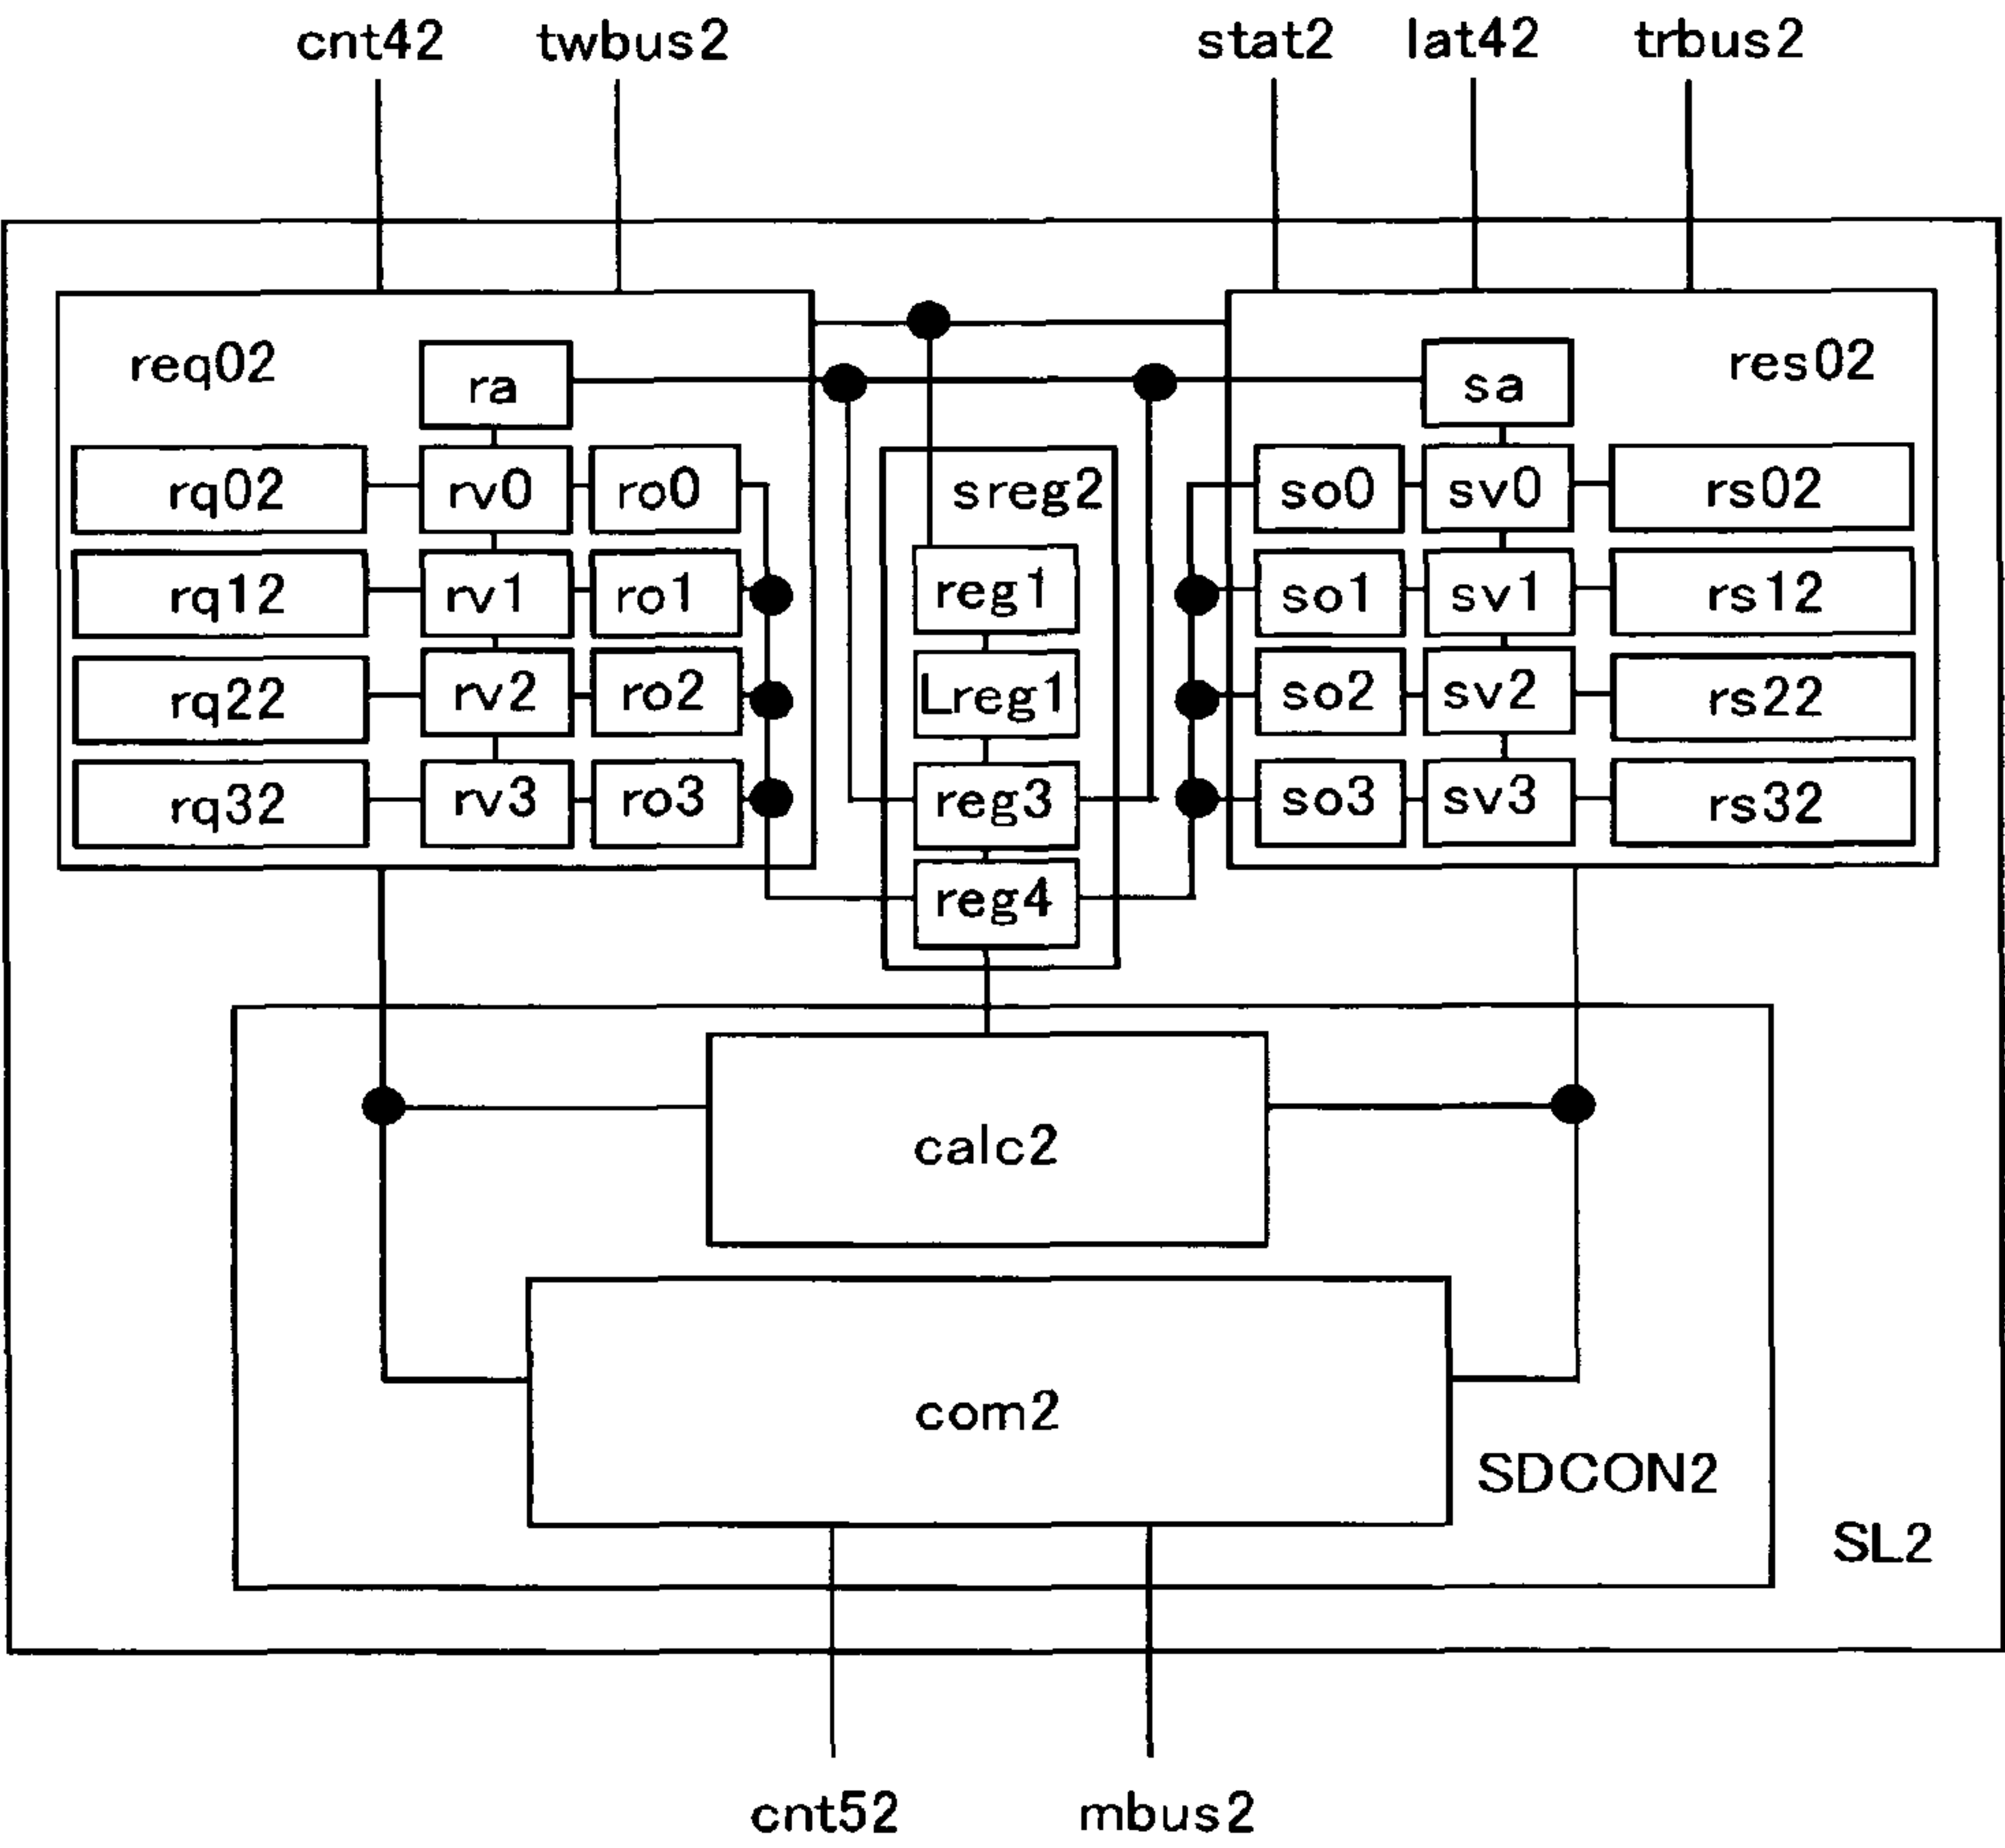 cnt42 twbus2 stat2 lat42 trbus2
req02 ra sa res02
rq02 rv0 ro0 sreg2 so0 sv0 rs02
rq12 rv1 ro1 reg1 so1 sv1 rs12
rq22 rv2 ro2 Lreg1 so2 sv2 rs22
rq32 rv3 ro3 reg3 so3 sv3 rs32
reg4
calc2
com2
SDCON2
SL2
cnt52 mbus2